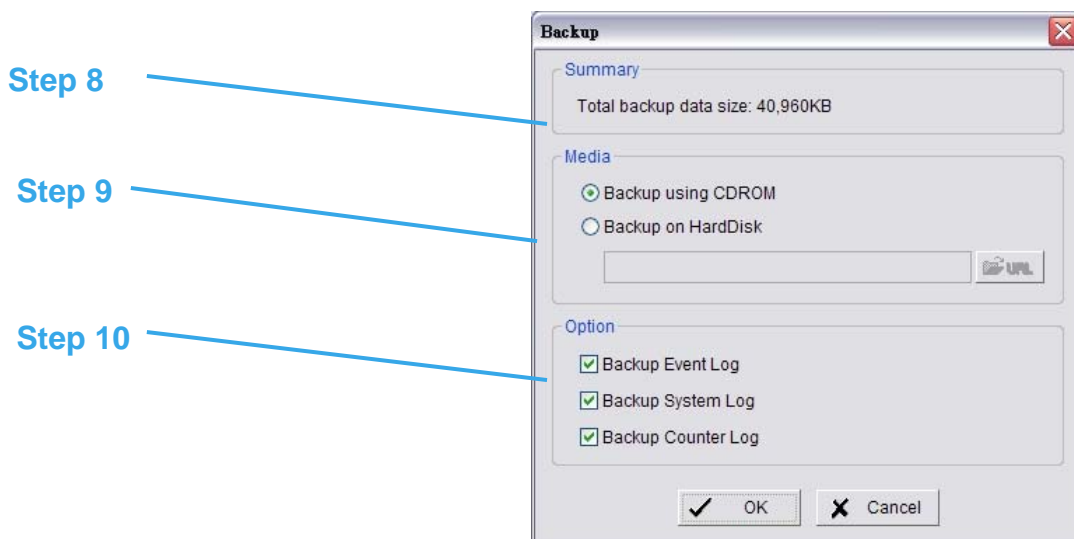 Backup
Step 8
Summary
Total backup data size: 40,960KB
Step 9
Media
Backup using CDROM
Backup on HardDisk
URL
Step 10
Option
Backup Event Log
Backup System Log
Backup Counter Log
OK
Cancel